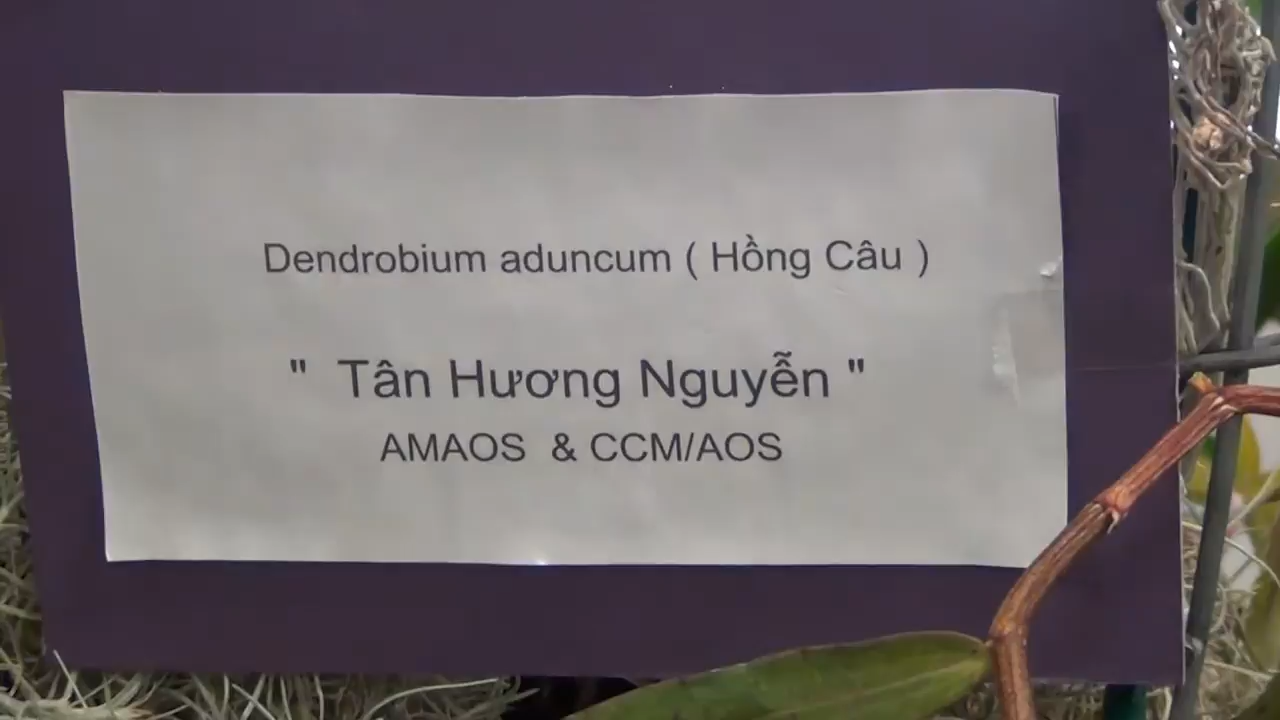 Dendrobium aduncum ( Hồng Câu )
" Tân Hương Nguyễn "
AMAOS & CCM/AOS